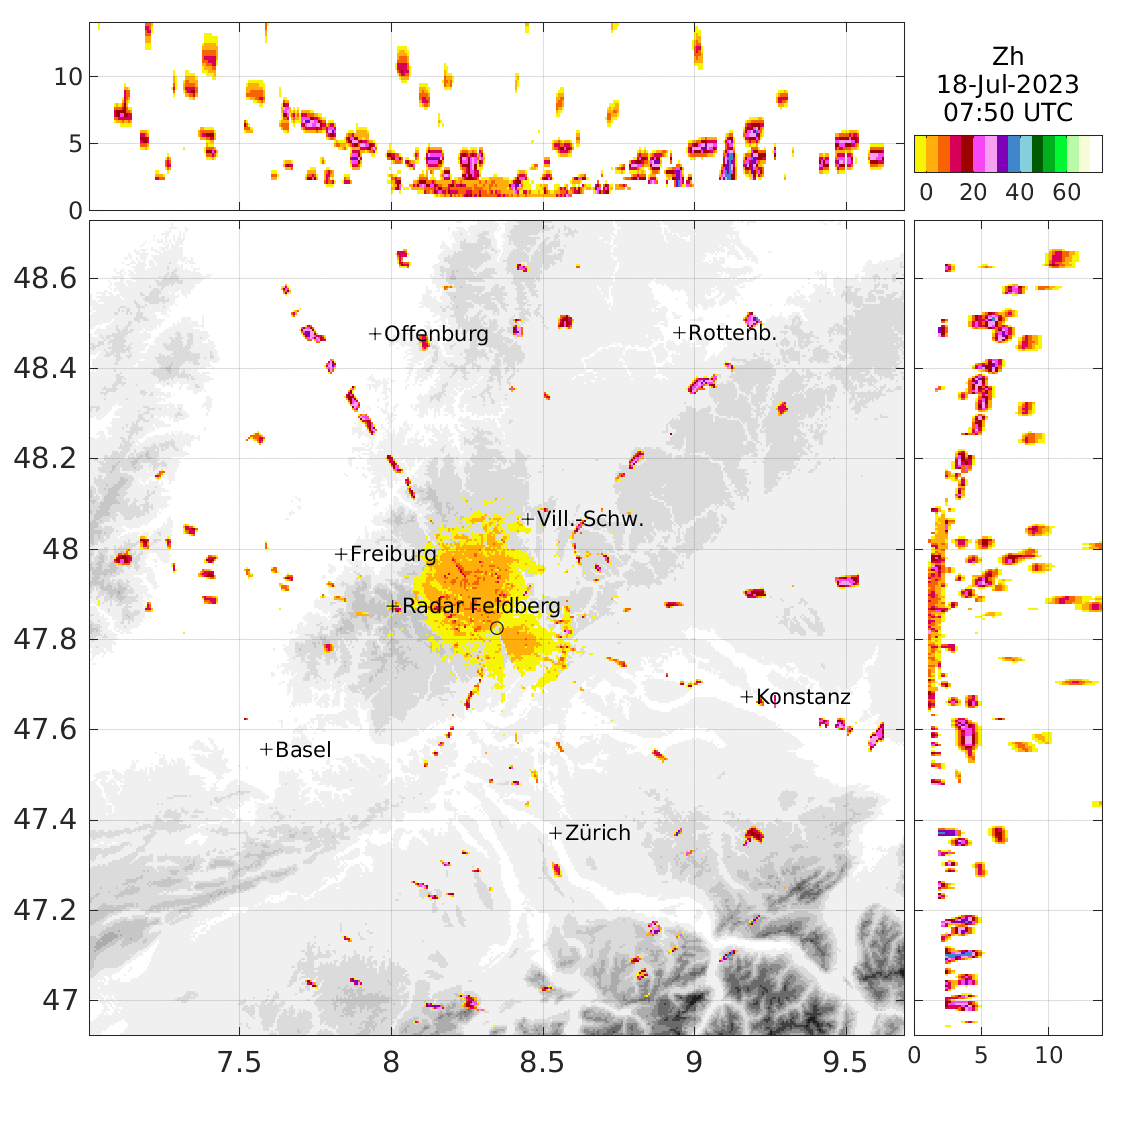 Zh
18-Jul-2023
07:50 UTC
0 20 40 60
10
5
0
48.6
48.4
48.2
48
47.8
47.6
47.4
47.2
47
+Offenburg
+Rottenb.
+Vill.-Schw.
+Freiburg
+Radar Feldberg
+Konstanz
+Basel
+Zürich
7.5 8 8.5 9 9.5
0 5 10